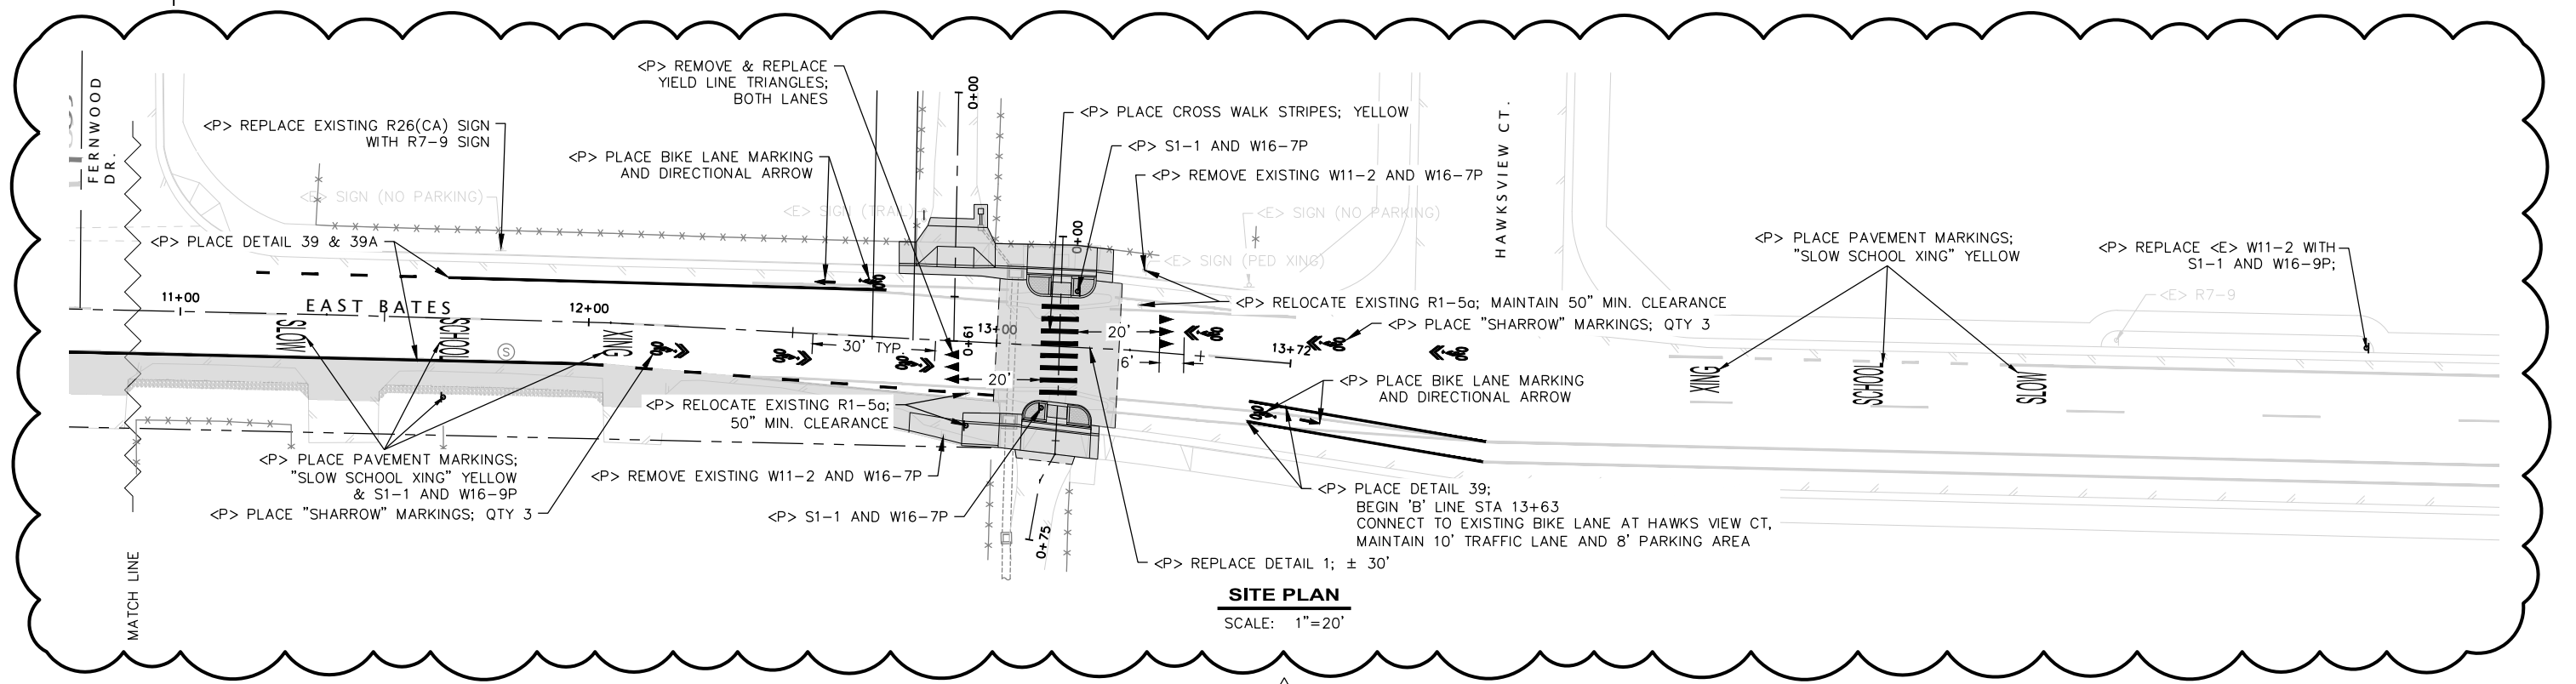 <P> REMOVE & REPLACE
YIELD LINE TRIANGLES;
BOTH LANES
<P> REPLACE EXISTING R26(CA) SIGN
WITH R7-9 SIGN
<P> PLACE BIKE LANE MARKING
AND DIRECTIONAL ARROW
FERNWOOD
DR.
<E> SIGN (NO PARKING)
<E> SIGN (TRAIL)
0+00
<P> PLACE CROSS WALK STRIPES; YELLOW
<P> S1-1 AND W16-7P
<P> REMOVE EXISTING W11-2 AND W16-7P
<E> SIGN (NO PARKING)
HAWKSVIEW CT.
0+00
<E> SIGN (PED XING)
<P> PLACE DETAIL 39 & 39A
<P> PLACE PAVEMENT MARKINGS;
"SLOW SCHOOL XING" YELLOW
<P> REPLACE <E> W11-2 WITH
S1-1 AND W16-9P;
<E> R7-9
11+00
EAST BATES
12+00
13+00
<P> RELOCATE EXISTING R1-5a; MAINTAIN 50" MIN. CLEARANCE
<P> PLACE "SHARROW" MARKINGS; QTY 3
SLOW
SCHOOL
S
XING
30' TYP.
0+61
20'
6'
13+72
20'
XING
SCHOOL
SLOW
<P> PLACE BIKE LANE MARKING
AND DIRECTIONAL ARROW
<P> RELOCATE EXISTING R1-5a;
50" MIN. CLEARANCE
<P> PLACE PAVEMENT MARKINGS;
"SLOW SCHOOL XING" YELLOW
& S1-1 AND W16-9P
<P> PLACE "SHARROW" MARKINGS; QTY 3
<P> REMOVE EXISTING W11-2 AND W16-7P
<P> S1-1 AND W16-7P
0+75
<P> PLACE DETAIL 39;
BEGIN 'B' LINE STA 13+63
CONNECT TO EXISTING BIKE LANE AT HAWKS VIEW CT,
MAINTAIN 10' TRAFFIC LANE AND 8' PARKING AREA
<P> REPLACE DETAIL 1; ± 30'
MATCH LINE
SITE PLAN
SCALE: 1"=20'